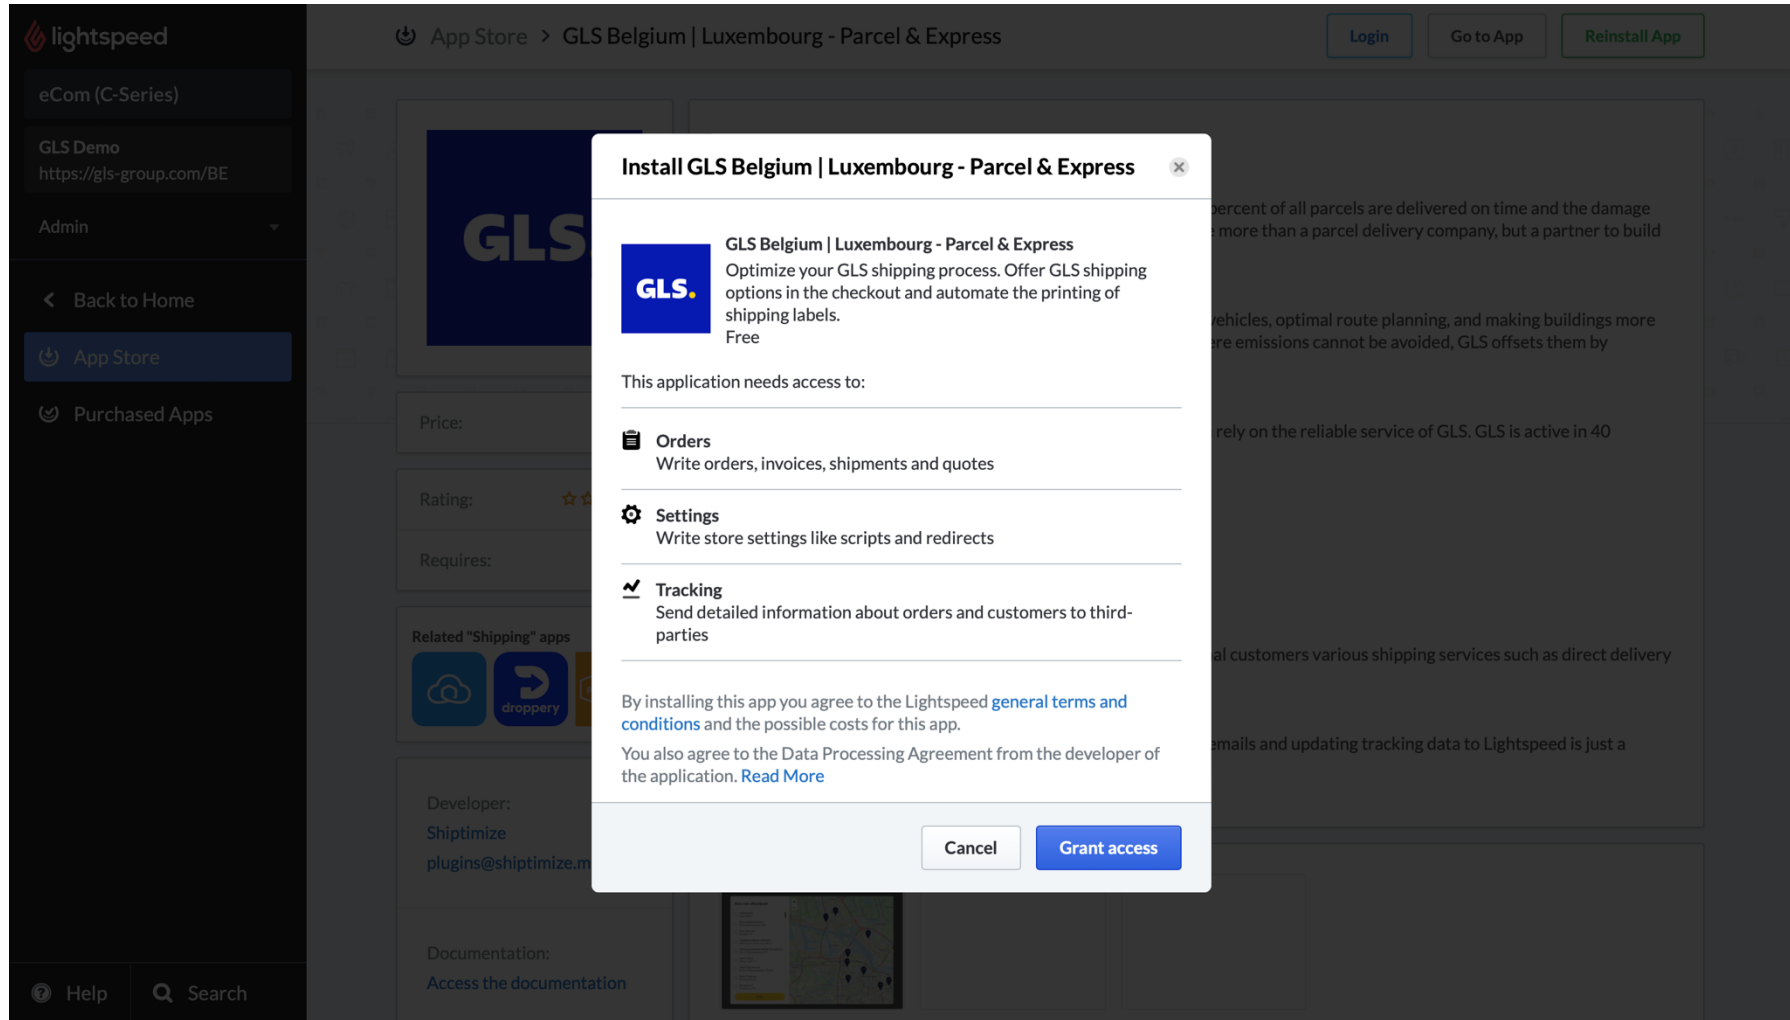 lightspeed
eCom (C-Series)
GLS Demo
https://gls-group.com/BE
Admin
Back to Home
App Store
Purchased Apps
Help
Search
App Store > GLS Belgium | Luxembourg - Parcel & Express
Login
Go to App
Reinstall App
GLS
Price:
Rating:
Requires:
Related "Shipping" apps
droppery
Developer:
Shiptimize
plugins@shiptimize.m
Documentation:
Access the documentation
percent of all parcels are delivered on time and the damage
more than a parcel delivery company, but a partner to build
vehicles, optimal route planning, and making buildings more
ere emissions cannot be avoided, GLS offsets them by
rely on the reliable service of GLS. GLS is active in 40
al customers various shipping services such as direct delivery
emails and updating tracking data to Lightspeed is just a
Install GLS Belgium | Luxembourg - Parcel & Express
GLS.
GLS Belgium | Luxembourg - Parcel & Express
Optimize your GLS shipping process. Offer GLS shipping
options in the checkout and automate the printing of
shipping labels.
Free
This application needs access to:
Orders
Write orders, invoices, shipments and quotes
Settings
Write store settings like scripts and redirects
Tracking
Send detailed information about orders and customers to third-
parties
By installing this app you agree to the Lightspeed general terms and
conditions and the possible costs for this app.
You also agree to the Data Processing Agreement from the developer of
the application. Read More
Cancel
Grant access